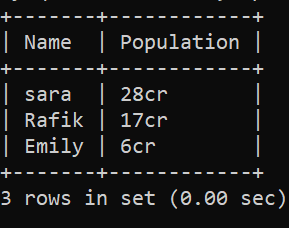 +-------+------------+
| Name  | Population |
+-------+------------+
| sara  | 28cr       |
| Rafik | 17cr       |
| Emily | 6cr        |
+-------+------------+
3 rows in set (0.00 sec)